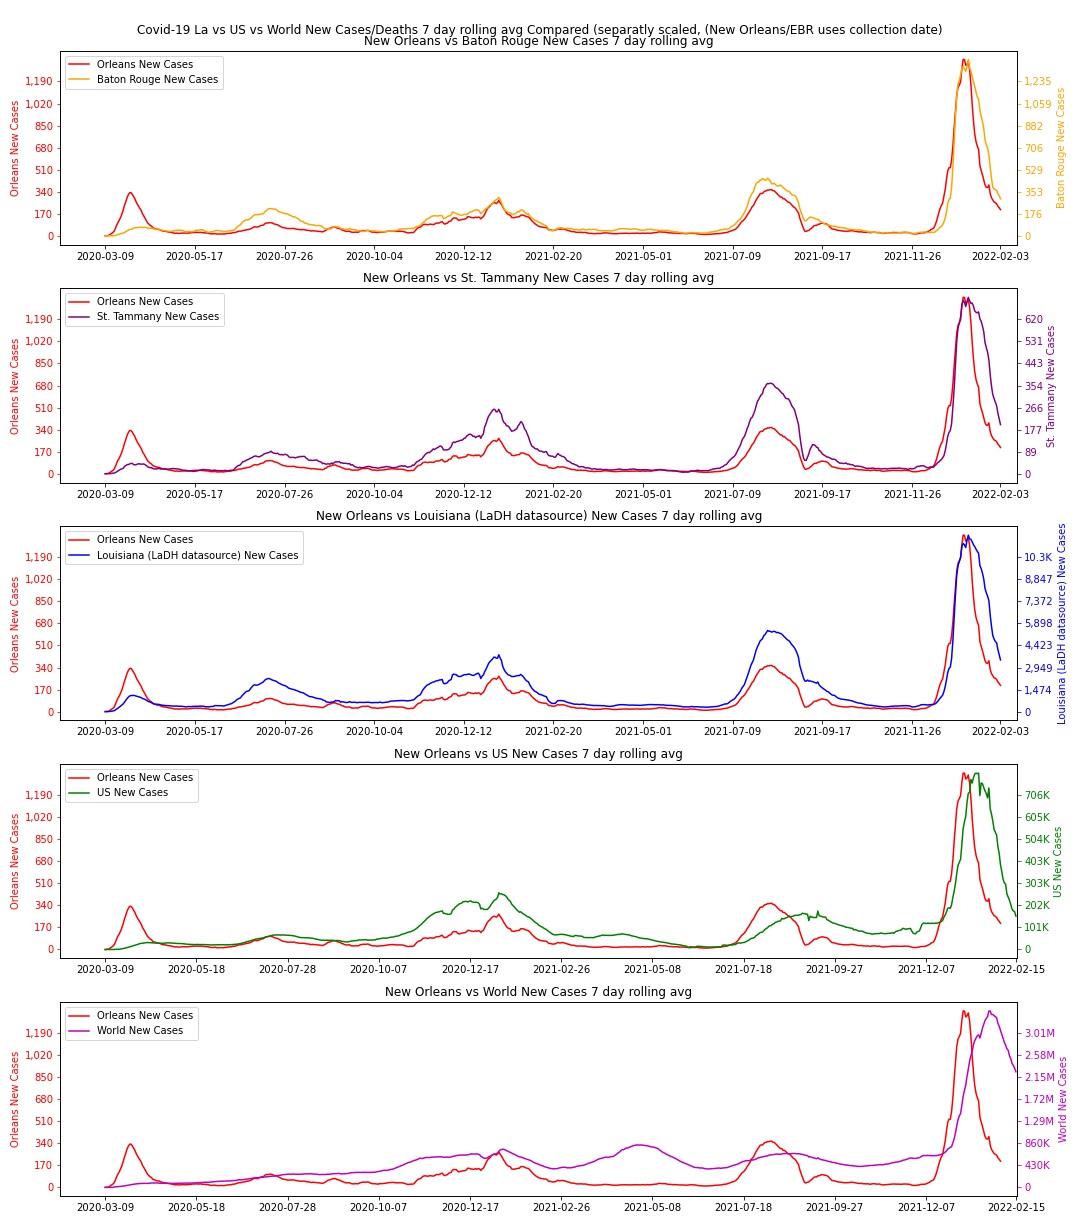 Covid-19 La vs US vs World New Cases/Deaths 7 day rolling avg Compared (separatly scaled, (New Orleans/EBR uses collection date)
New Orleans vs Baton Rouge New Cases 7 day rolling avg
Orleans New Cases
Baton Rouge New Cases
Orleans New Cases
1,190
1,020
850
680
510
340
170
0
1,235
1,059
882
706
529
353
176
0
Baton Rouge New Cases
2020-03-09 2020-05-17 2020-07-26 2020-10-04 2020-12-12 2021-02-20 2021-05-01 2021-07-09 2021-09-17 2021-11-26 2022-02-03
New Orleans vs St. Tammany New Cases 7 day rolling avg
Orleans New Cases
St. Tammany New Cases
Orleans New Cases
1,190
1,020
850
680
510
340
170
0
620
531
443
354
266
177
89
0
St. Tammany New Cases
2020-03-09 2020-05-17 2020-07-26 2020-10-04 2020-12-12 2021-02-20 2021-05-01 2021-07-09 2021-09-17 2021-11-26 2022-02-03
New Orleans vs Louisiana (LaDH datasource) New Cases 7 day rolling avg
Orleans New Cases
Louisiana (LaDH datasource) New Cases
Orleans New Cases
1,190
1,020
850
680
510
340
170
0
10.3K
8,847
7,372
5,898
4,423
2,949
1,474
0
Louisiana (LaDH datasource) New Cases
2020-03-09 2020-05-17 2020-07-26 2020-10-04 2020-12-12 2021-02-20 2021-05-01 2021-07-09 2021-09-17 2021-11-26 2022-02-03
New Orleans vs US New Cases 7 day rolling avg
Orleans New Cases
US New Cases
Orleans New Cases
1,190
1,020
850
680
510
340
170
0
706K
605K
504K
403K
303K
202K
101K
0
US New Cases
2020-03-09 2020-05-18 2020-07-28 2020-10-07 2020-12-17 2021-02-26 2021-05-08 2021-07-18 2021-09-27 2021-12-07 2022-02-15
New Orleans vs World New Cases 7 day rolling avg
Orleans New Cases
World New Cases
Orleans New Cases
1,190
1,020
850
680
510
340
170
0
3.01M
2.58M
2.15M
1.72M
1.29M
860K
430K
0
World New Cases
2020-03-09 2020-05-18 2020-07-28 2020-10-07 2020-12-17 2021-02-26 2021-05-08 2021-07-18 2021-09-27 2021-12-07 2022-02-15